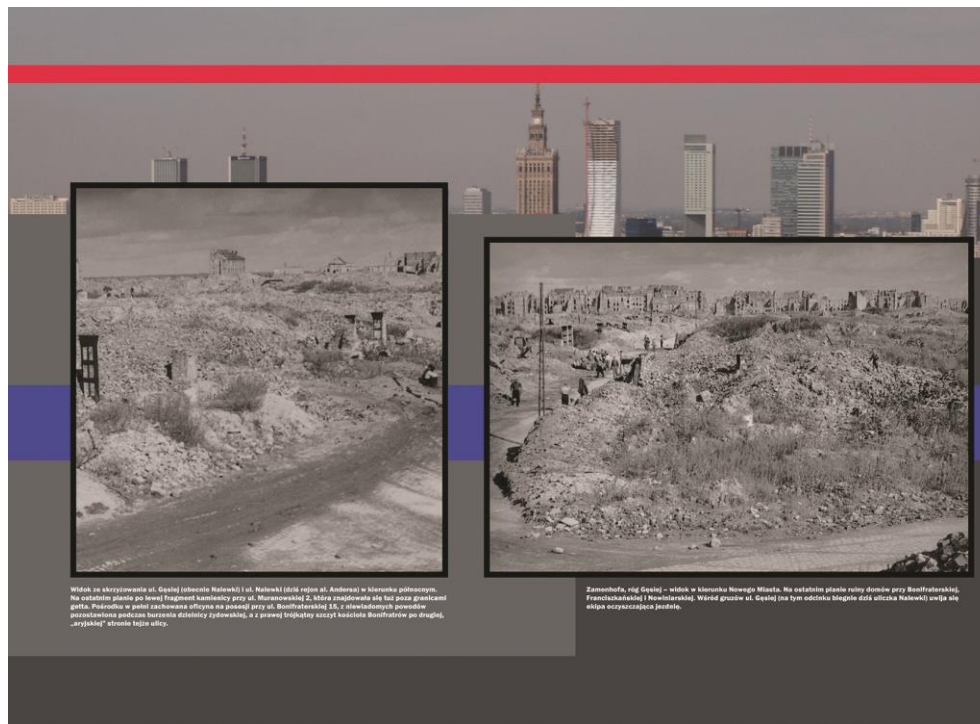 Widok ze skrzyżowania ul. Gęsiej (obecnie Nalewki) i ul. Nalewki (dziś rejon al. Andersa) w kierunku północnym.
Na ostatnim planie po lewej fragment kamienicy przy ul. Muranowskiej 2, która znajdowała się tuż poza granicami
getta. Pośrodku w pełni zachowana oficyna na posesji przy ul. Bonifraterskiej 15, z niewiadomych powodów
pozostawiona podczas burzenia dzielnicy żydowskiej, a z prawej trójkątny szczyt kościoła Bonifratrów po drugiej,
„aryjskiej” stronie tejże ulicy.
Zamenhofa, róg Gęsiej – widok w kierunku Nowego Miasta. Na ostatnim planie ruiny domów przy Bonifraterskiej,
Franciszkańskiej i Nowiniarskiej. Wśród gruzów ul. Gęsiej (na tym odcinku biegnie dziś uliczka Nalewki) uwija się
ekipa oczyszczająca jezdnię.